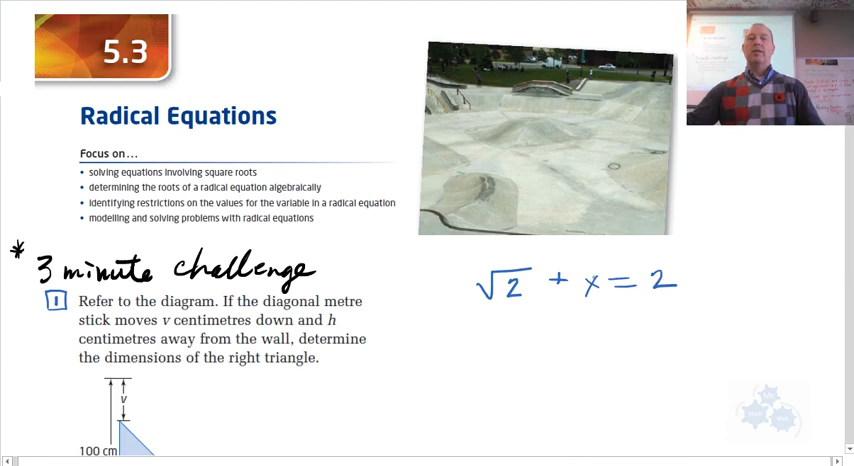 5.3
Radical Equations
Focus on…
• solving equations involving square roots
• determining the roots of a radical equation algebraically
• identifying restrictions on the values for the variable in a radical equation
• modelling and solving problems with radical equations
* 3 minute challenge
√2 + x = 2
1 Refer to the diagram. If the diagonal metre
stick moves v centimetres down and h
centimetres away from the wall, determine
the dimensions of the right triangle.
v
100 cm